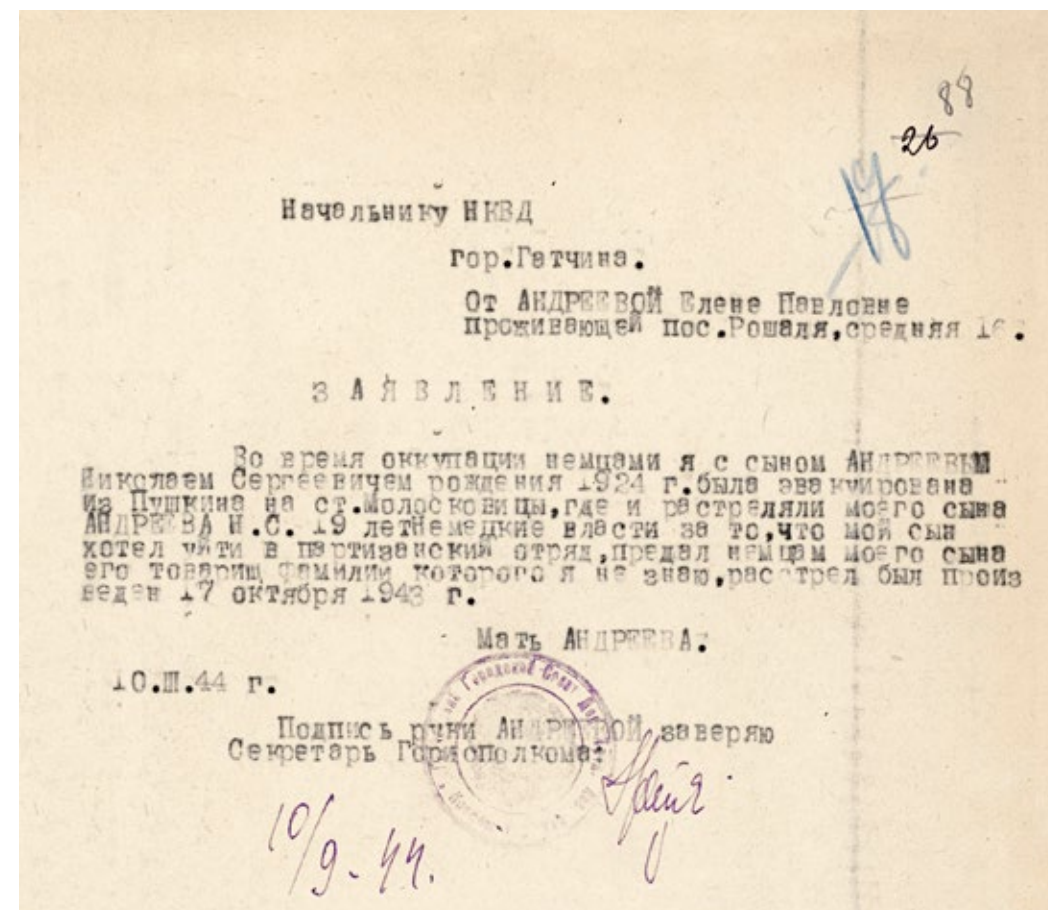 88
26
Начальнику НКВД
гор.Гатчина.
От АНДРЕЕВОЙ Елене Павловне
проживающей пос.Рошаля,средняя 16.
З А Я В Л Е Н И Е.
Во время оккупации немцами я с сыном АНДРЕЕВЫМ
Николаем Сергеевичем рождения 1924 г.была эвакуирована
из Пушкина на ст.Молосковицы,где и растреляли моего сына
АНДРЕЕВА Н.С. 19 летНемецкие власти за то,что мой сын
хотел уйти в партизанский отряд,предал немцам моего сына
его товарищ фамилии которого я не знаю,расстрел был произ
веден 17 октября 1943 г.
Мать АНДРЕЕВА.
10.III.44 г.
Подпись руки АНДРЕЕВОЙ заверяю
Секретарь Горисполкома:
Городской Совет
10/9-44.